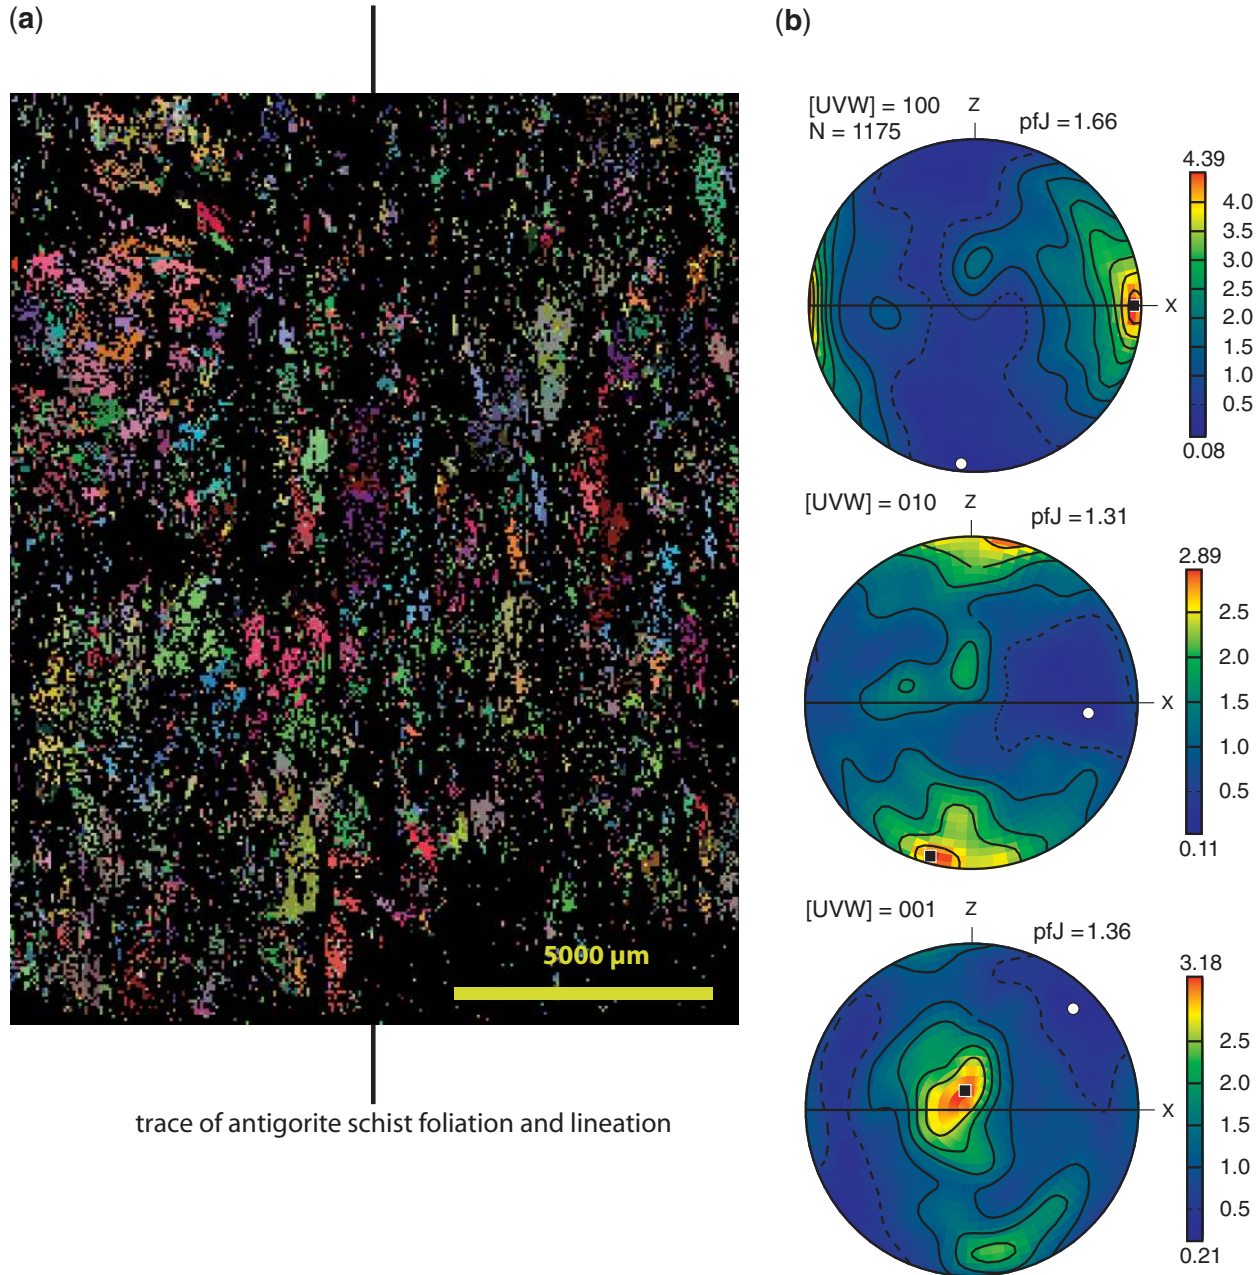 (a)
5000 µm
trace of antigorite schist foliation and lineation
(b)
[UVW] = 100
N = 1175
Z
pfJ = 1.66
X
4.39
4.0
3.5
3.0
2.5
2.0
1.5
1.0
0.5
0.08
[UVW] = 010
Z
pfJ = 1.31
X
2.89
2.5
2.0
1.5
1.0
0.5
0.11
[UVW] = 001
Z
pfJ = 1.36
X
3.18
2.5
2.0
1.5
1.0
0.5
0.21